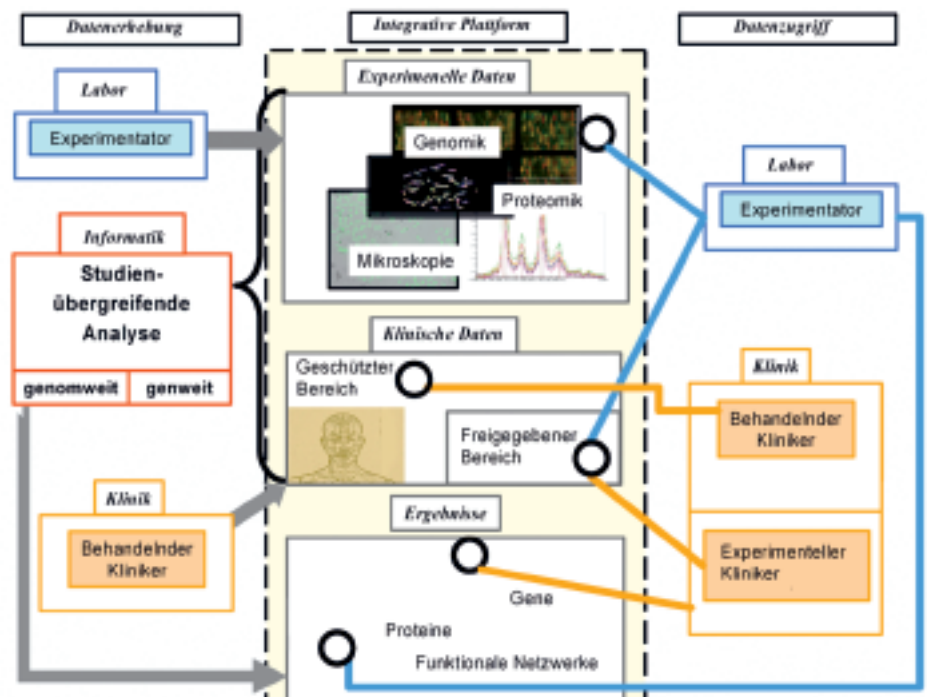 Datenerhebung
Integrative Plattform
Datenzugriff
Labor
Experimentator
Informatik
Studien-
übergreifende
Analyse
genomweit
genweit
Klinik
Behandelnder
Kliniker
Experimenelle Daten
Genomik
Proteomik
Mikroskopie
Klinische Daten
Geschützter
Bereich
Freigegebener
Bereich
Ergebnisse
Gene
Proteine
Funktionale Netzwerke
Labor
Experimentator
Klinik
Behandelnder
Kliniker
Experimenteller
Kliniker